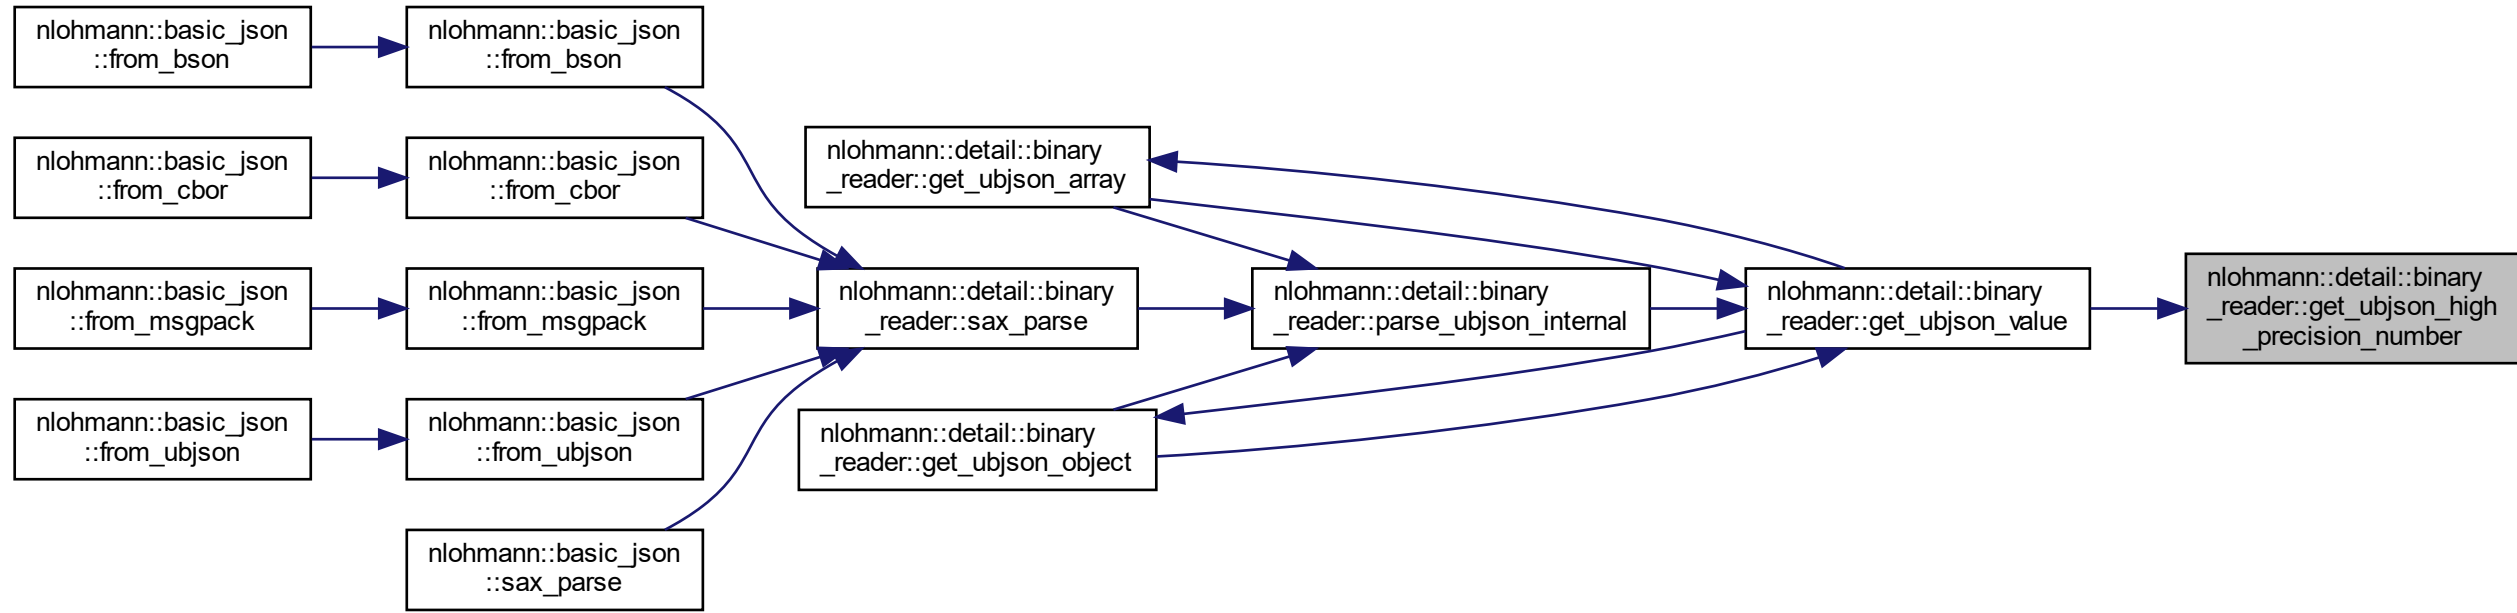 nlohmann::basic_json
::from_bson
nlohmann::basic_json
::from_bson
nlohmann::basic_json
::from_cbor
nlohmann::basic_json
::from_cbor
nlohmann::basic_json
::from_msgpack
nlohmann::basic_json
::from_msgpack
nlohmann::basic_json
::from_ubjson
nlohmann::basic_json
::from_ubjson
nlohmann::basic_json
::sax_parse
nlohmann::detail::binary
_reader::get_ubjson_array
nlohmann::detail::binary
_reader::sax_parse
nlohmann::detail::binary
_reader::get_ubjson_object
nlohmann::detail::binary
_reader::parse_ubjson_internal
nlohmann::detail::binary
_reader::get_ubjson_value
nlohmann::detail::binary
_reader::get_ubjson_high
_precision_number